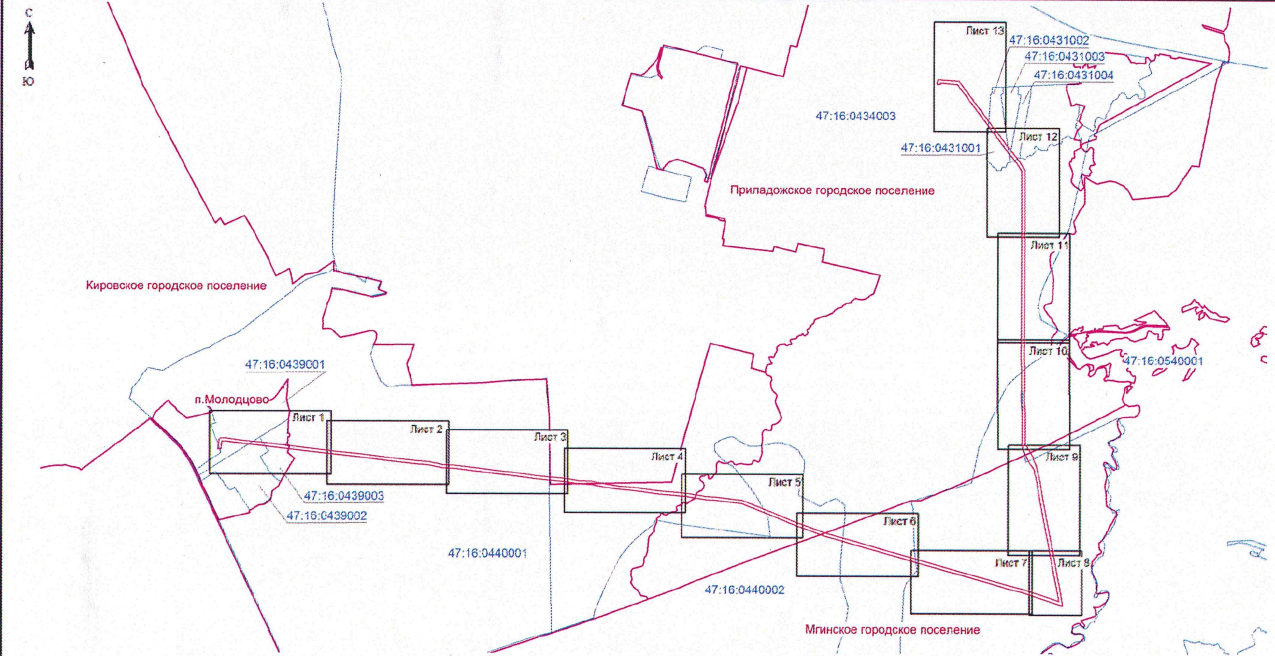 С
Ю
Лист 13
47:16:0431002
47:16:0431003
47:16:0431004
47:16:0434003
Лист 12
47:16:0431001
Приладожское городское поселение
Лист 11
Кировское городское поселение
Лист 10
47:16:0540001
47:16:0439001
п.Молодцово
Лист 1
Лист 2
Лист 3
Лист 4
Лист 9
Лист 5
47:16:0439003
47:16:0439002
Лист 6
47:16:0440001
Лист 7
Лист 8
47:16:0440002
Мгинское городское поселение